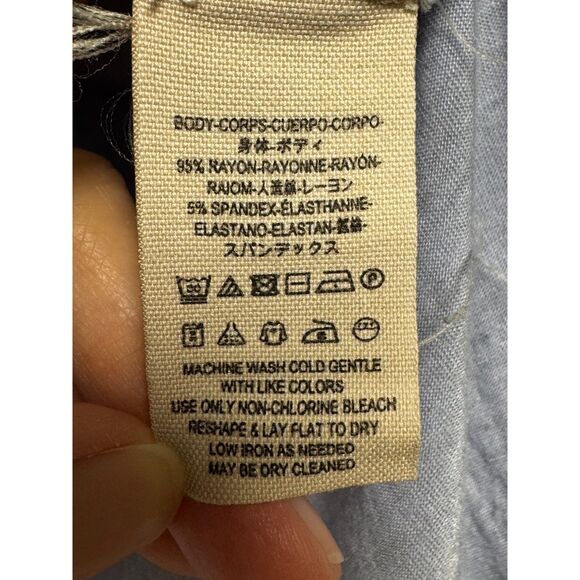 BODY-CORPS-CUERPO-CORPO-
身体-ボディ
95% RAYON-RAYONNE-RAYÓN-
RAIOM-人造絲-レーヨン
5% SPANDEX-ÉLASTHANNE-
ELASTANO-ELASTAN-
スパンデックス
MACHINE WASH COLD GENTLE
WITH LIKE COLORS
USE ONLY NON-CHLORINE BLEACH
RESHAPE & LAY FLAT TO DRY
LOW IRON AS NEEDED
MAY BE DRY CLEANED